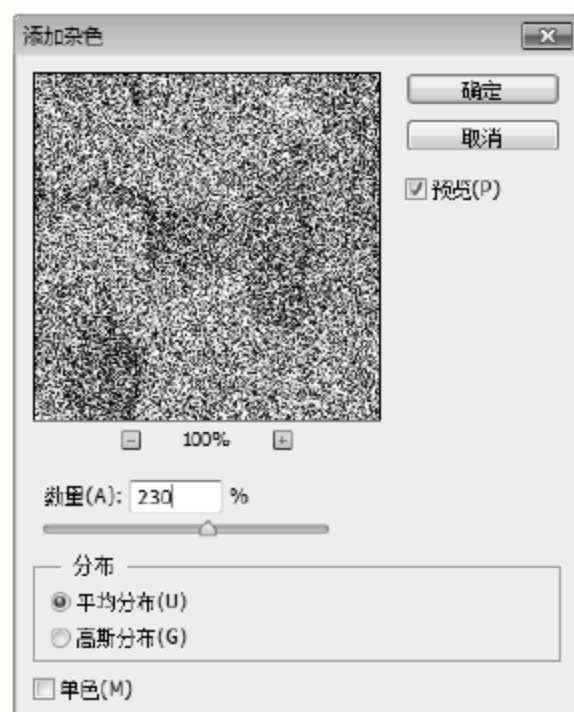 添加杂色
确定
取消
预览(P)
100%
数量(A): 230 %
分布
平均分布(U)
高斯分布(G)
单色(M)